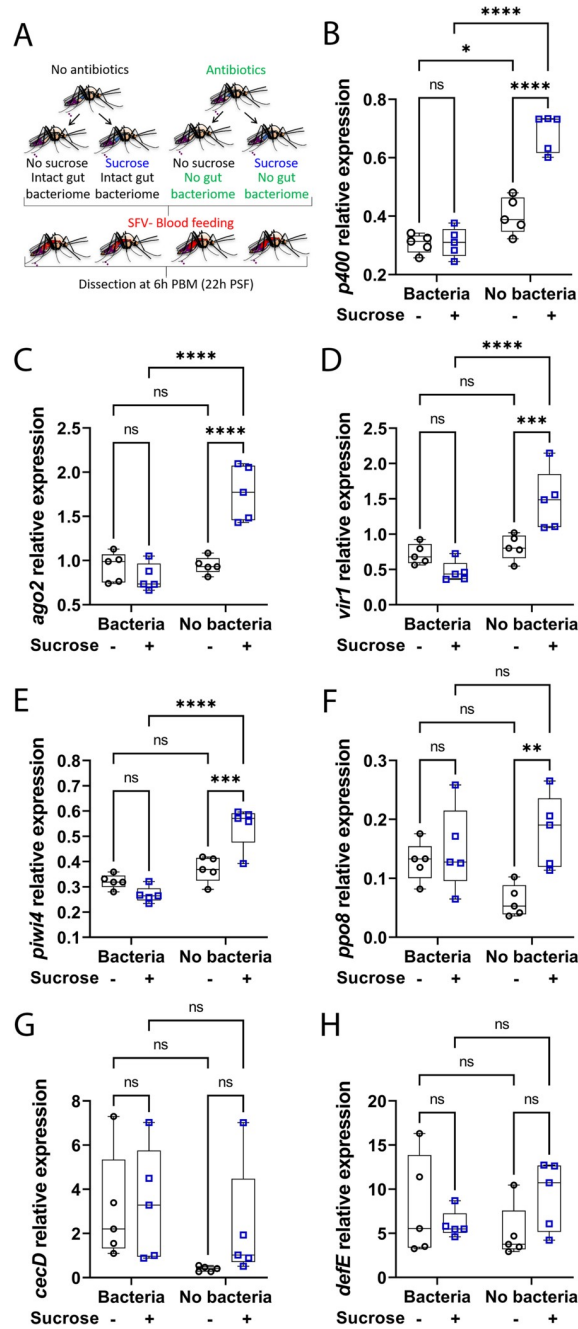 A
No antibiotics
Antibiotics
No sucrose
Intact gut
bacteriome
Sucrose
Intact gut
bacteriome
No sucrose
No gut
bacteriome
Sucrose
No gut
bacteriome
SFV- Blood feeding
Dissection at 6h PBM (22h PSF)
B
****
*
ns
****
0.8
0.6
0.4
0.2
p400 relative expression
Bacteria
No bacteria
Sucrose - + - +
C
****
ns
ns
****
2.5
2.0
1.5
1.0
0.5
ago2 relative expression
Bacteria
No bacteria
Sucrose - + - +
D
****
ns
ns
***
2.5
2.0
1.5
1.0
0.5
0.0
vir1 relative expression
Bacteria
No bacteria
Sucrose - + - +
E
****
ns
ns
***
0.8
0.7
0.6
0.5
0.4
0.3
0.2
0.1
piwi4 relative expression
Bacteria
No bacteria
Sucrose - + - +
F
ns
ns
ns
**
0.3
0.2
0.1
0.0
ppo8 relative expression
Bacteria
No bacteria
Sucrose - + - +
G
ns
ns
ns
ns
8
6
4
2
0
cecD relative expression
Bacteria
No bacteria
Sucrose - + - +
H
ns
ns
ns
ns
20
15
10
5
0
defE relative expression
Bacteria
No bacteria
Sucrose - + - +